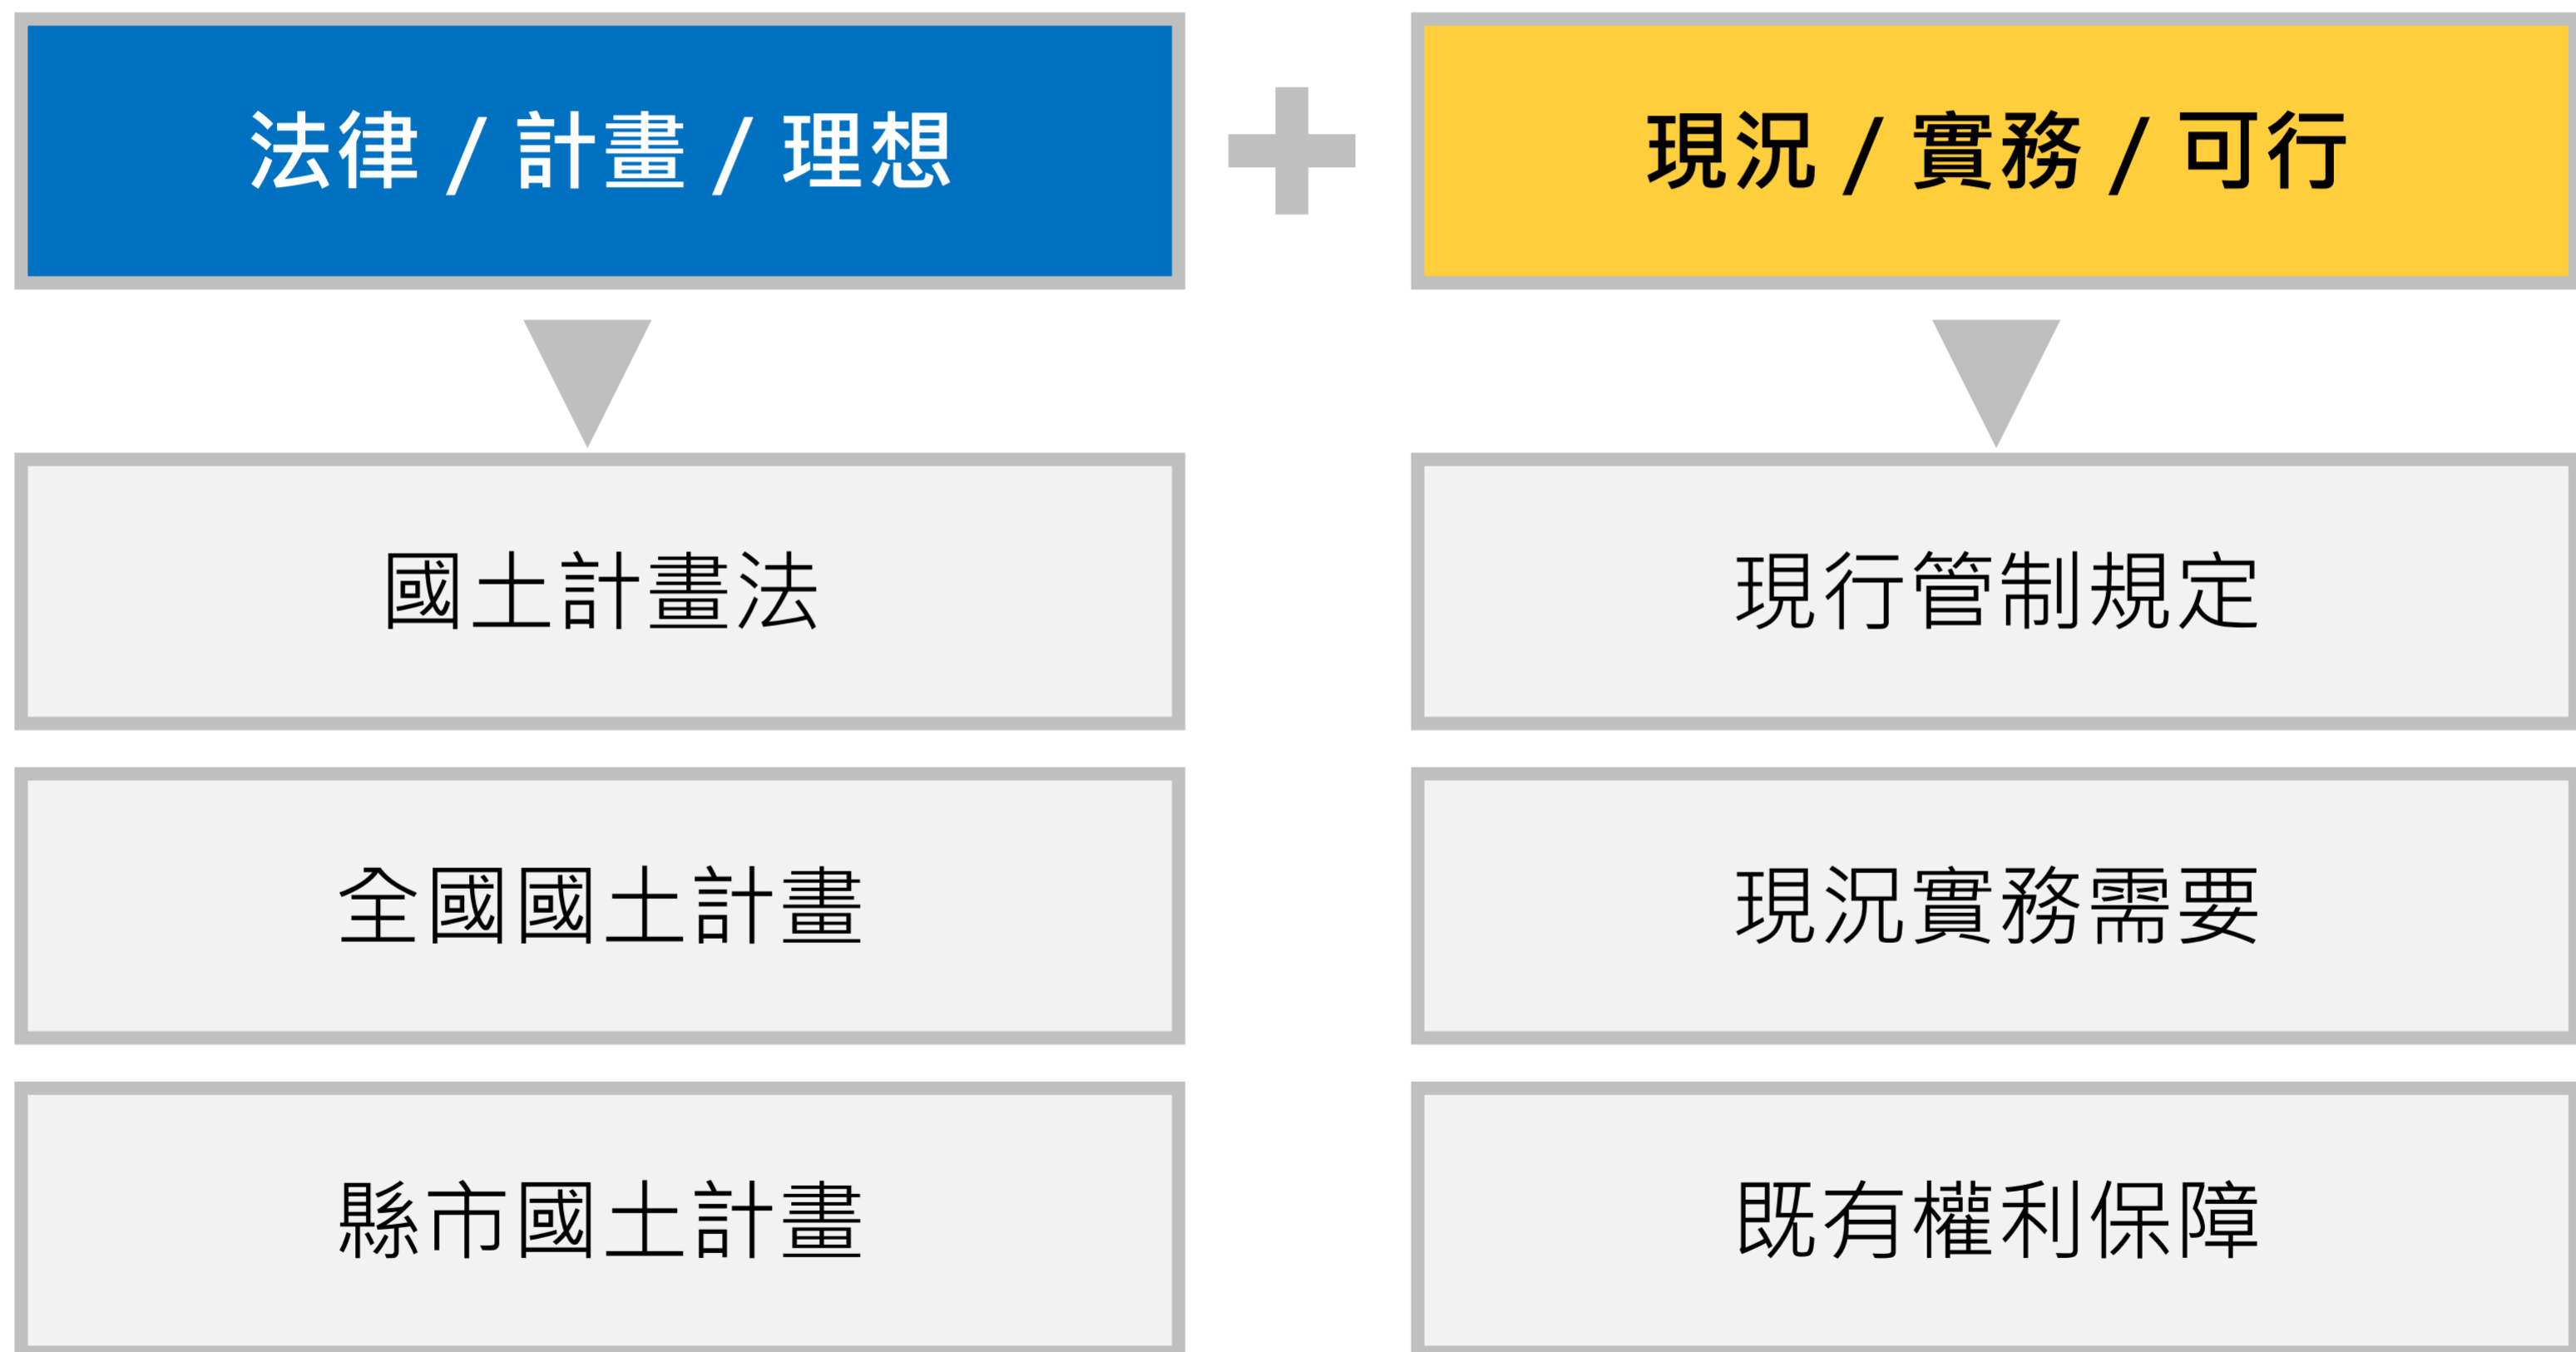 法律 / 計畫 / 理想
現況 / 實務 / 可行
國土計畫法
現行管制規定
全國國土計畫
現況實務需要
縣市國土計畫
既有權利保障